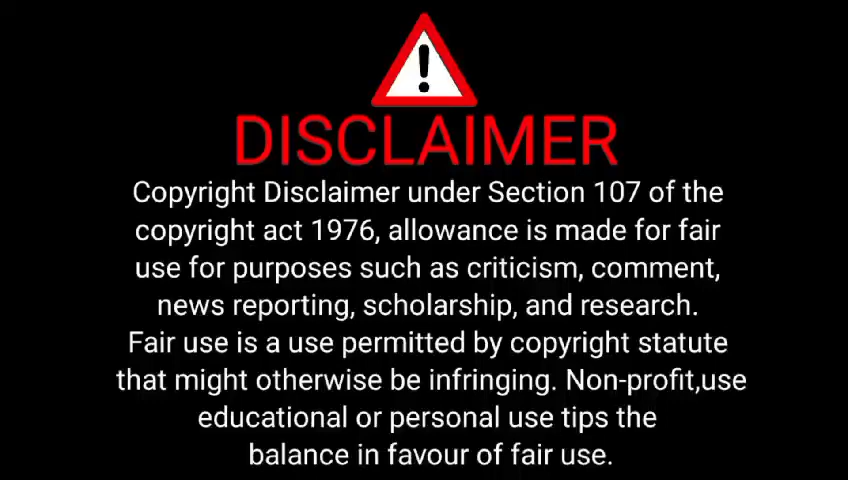 DISCLAIMER
Copyright Disclaimer under Section 107 of the
copyright act 1976, allowance is made for fair
use for purposes such as criticism, comment,
news reporting, scholarship, and research.
Fair use is a use permitted by copyright statute
that might otherwise be infringing. Non-profit,use
educational or personal use tips the
balance in favour of fair use.